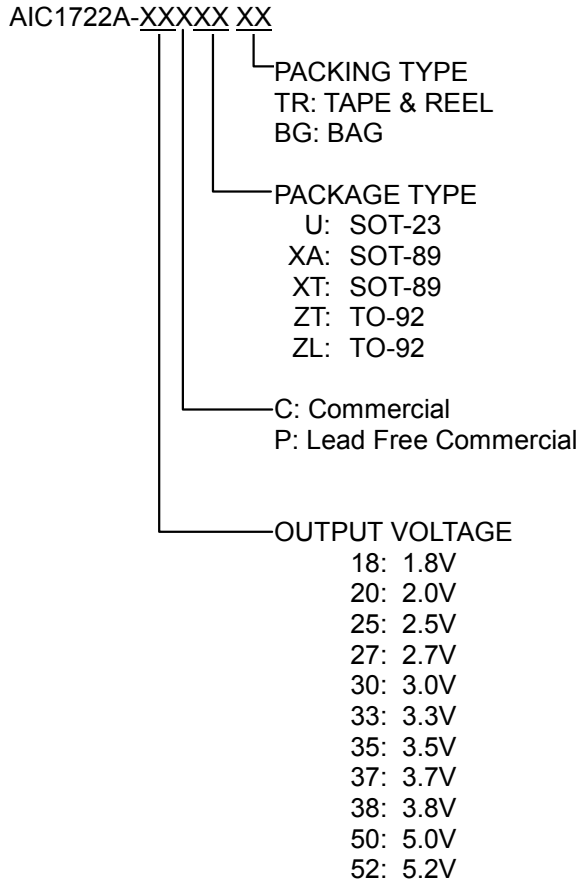 AIC1722A-XXXXX XX
PACKING TYPE
TR: TAPE & REEL
BG: BAG
PACKAGE TYPE
U: SOT-23
XA: SOT-89
XT: SOT-89
ZT: TO-92
ZL: TO-92
C: Commercial
P: Lead Free Commercial
OUTPUT VOLTAGE
18: 1.8V
20: 2.0V
25: 2.5V
27: 2.7V
30: 3.0V
33: 3.3V
35: 3.5V
37: 3.7V
38: 3.8V
50: 5.0V
52: 5.2V